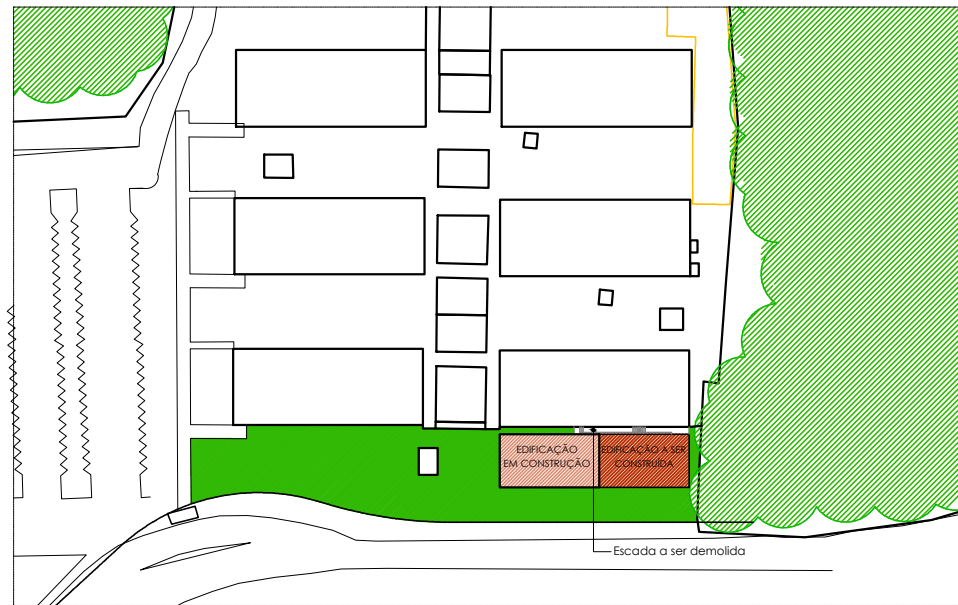 EDIFICAÇÃO
EM CONSTRUÇÃO
EDIFICAÇÃO A SER
CONSTRUÍDA
Escada a ser demolida